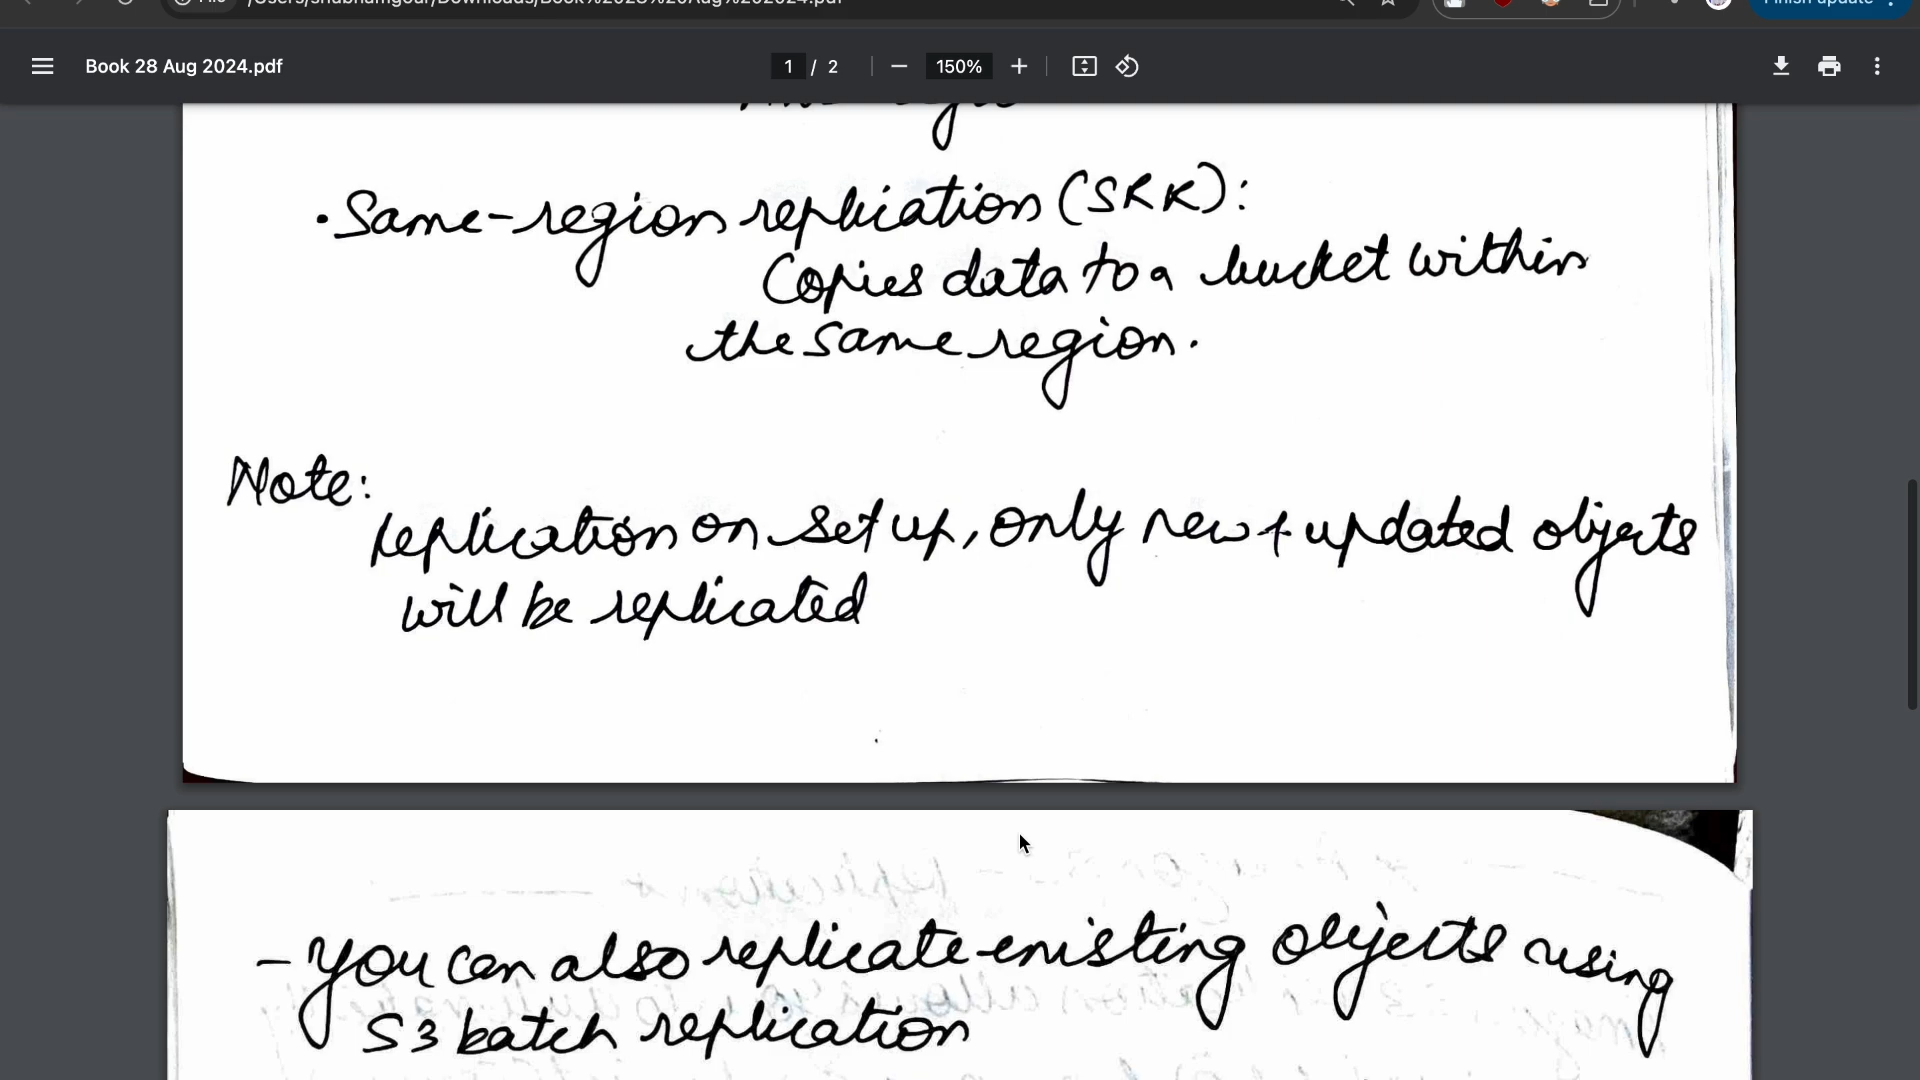 Book 28 Aug 2024.pdf
1 / 2
150%
Finish update
• Same-region replication (SRR):
Copies data to a bucket within
the same region.
Note:
Replication on set up, only new + updated objects
will be replicated
- you can also replicate existing objects using
S3 batch replication